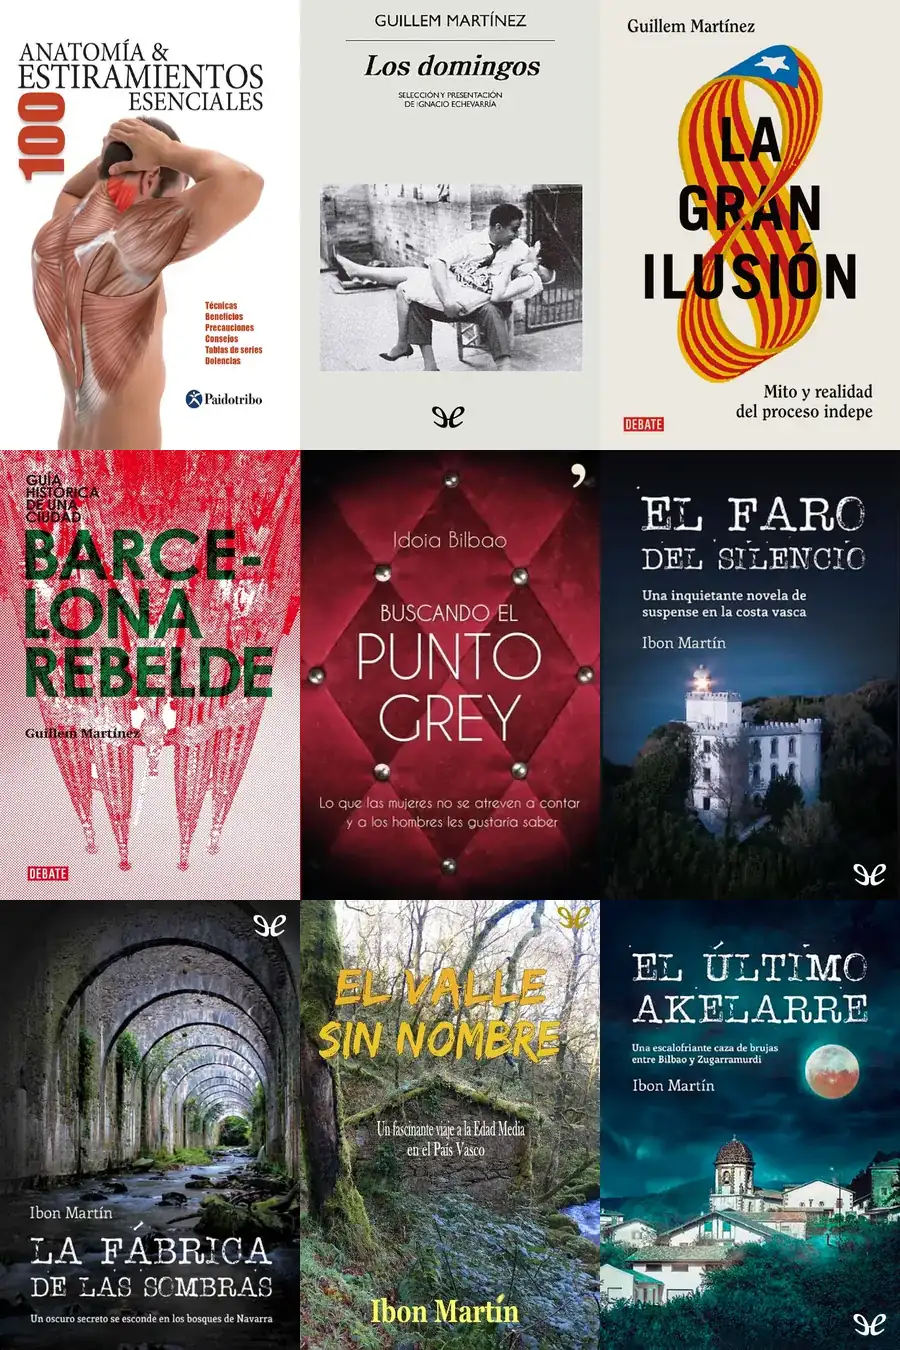 ANATOMÍA &
ESTIRAMIENTOS
ESENCIALES
100
Técnicas
Beneficios
Precauciones
Consejos
Tablas de series
Dolencias
Paidotribo
GUILLEM MARTÍNEZ
Los domingos
SELECCIÓN Y PRESENTACIÓN
DE IGNACIO ECHEVARRÍA
Guillem Martínez
LA
GRAN
ILUSIÓN
Mito y realidad
del proceso indepe
DEBATE
GUÍA
HISTÓRICA
DE UNA
CIUDAD
BARCE-
LONA
REBELDE
Guillem Martínez
DEBATE
Idoia Bilbao
BUSCANDO EL
PUNTO
GREY
Lo que las mujeres no se atreven a contar
y a los hombres les gustaría saber
EL FARO
DEL SILENCIO
Una inquietante novela de
suspense en la costa vasca
Ibon Martín
Ibon Martín
LA FÁBRICA
DE LAS SOMBRAS
Un oscuro secreto se esconde en los bosques de Navarra
EL VALLE
SIN NOMBRE
Un fascinante viaje a la Edad Media
en el País Vasco
Ibon Martín
EL ÚLTIMO
AKELARRE
Una escalofriante caza de brujas
entre Bilbao y Zugarramurdi
Ibon Martín